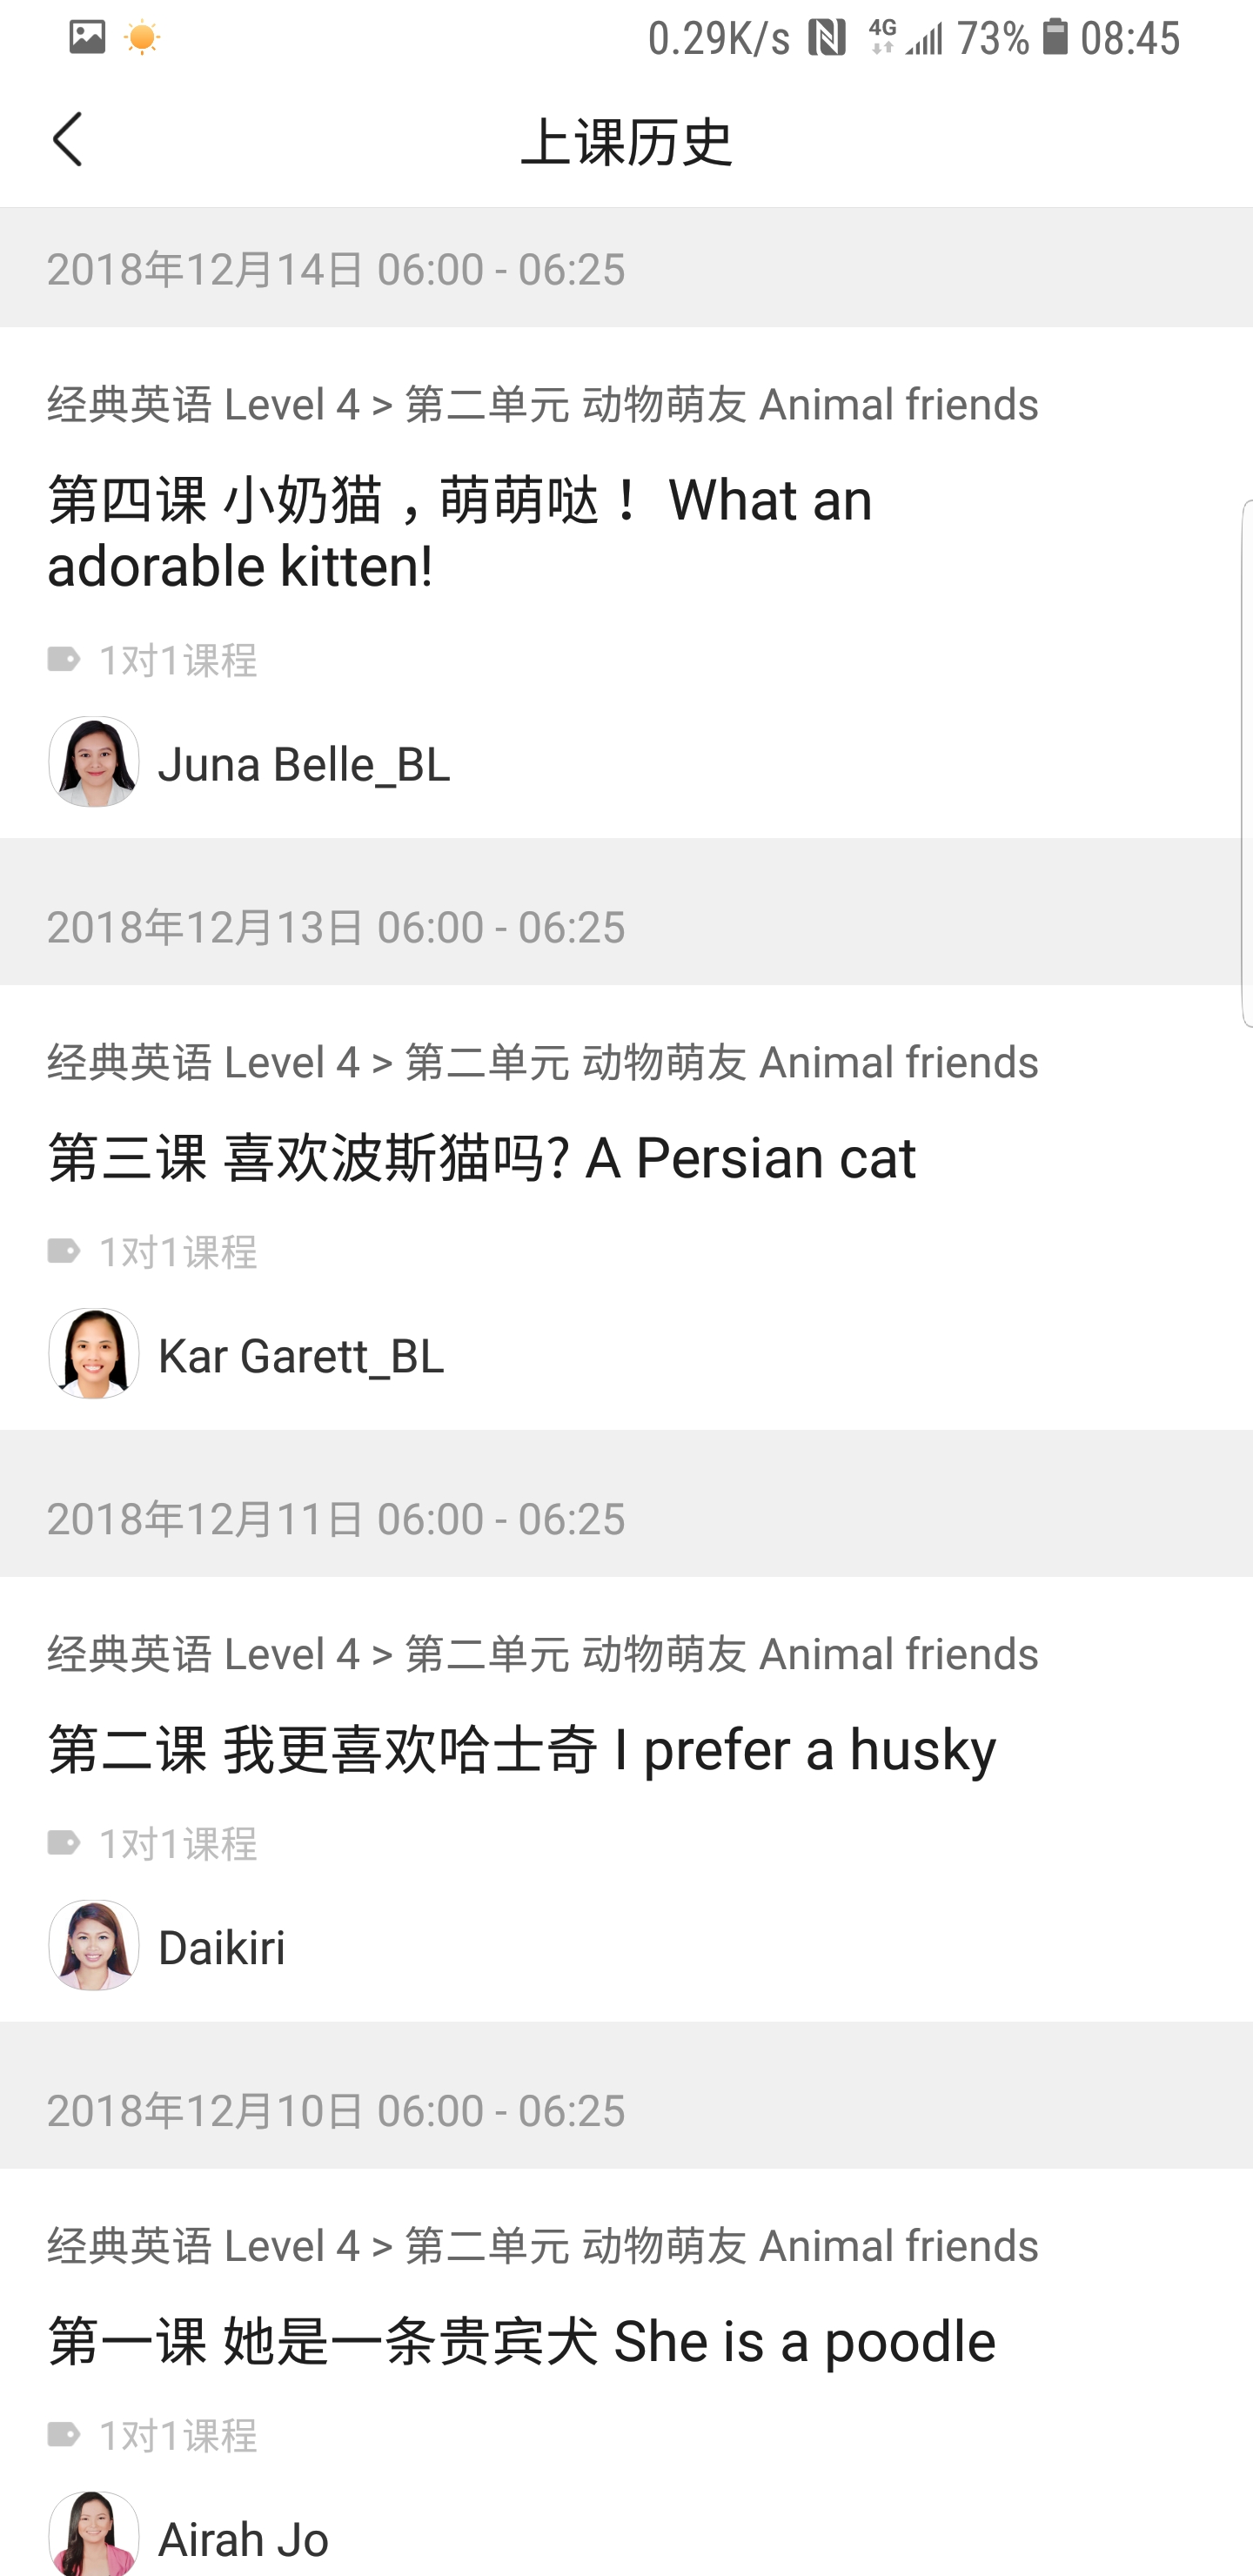 0.29K/s 4G 73% 08:45
上课历史
2018年12月14日 06:00 - 06:25
经典英语 Level 4 > 第二单元 动物萌友 Animal friends
第四课 小奶猫，萌萌哒！ What an
adorable kitten!
1对1课程
Juna Belle_BL
2018年12月13日 06:00 - 06:25
经典英语 Level 4 > 第二单元 动物萌友 Animal friends
第三课 喜欢波斯猫吗? A Persian cat
1对1课程
Kar Garett_BL
2018年12月11日 06:00 - 06:25
经典英语 Level 4 > 第二单元 动物萌友 Animal friends
第二课 我更喜欢哈士奇 I prefer a husky
1对1课程
Daikiri
2018年12月10日 06:00 - 06:25
经典英语 Level 4 > 第二单元 动物萌友 Animal friends
第一课 她是一条贵宾犬 She is a poodle
1对1课程
Airah Jo